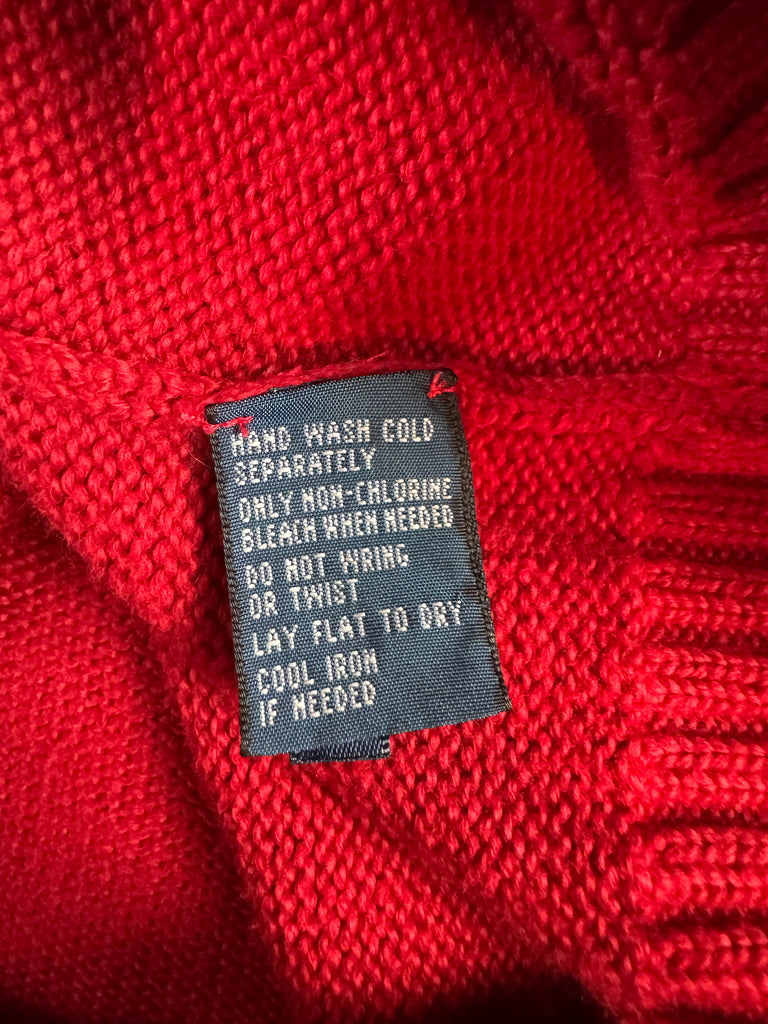 HAND WASH COLD
SEPARATELY
ONLY NON-CHLORINE
BLEACH WHEN NEEDED
DO NOT WRING
OR TWIST
LAY FLAT TO DRY
COOL IRON
IF NEEDED